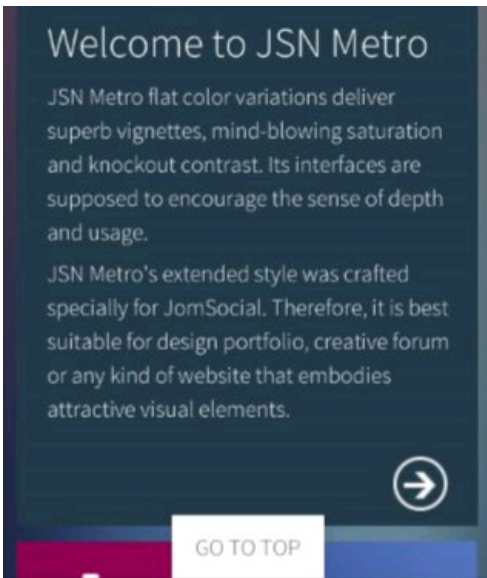 Welcome to JSN Metro
JSN Metro flat color variations deliver
superb vignettes, mind-blowing saturation
and knockout contrast. Its interfaces are
supposed to encourage the sense of depth
and usage.
JSN Metro's extended style was crafted
specially for JomSocial. Therefore, it is best
suitable for design portfolio, creative forum
or any kind of website that embodies
attractive visual elements.
GO TO TOP